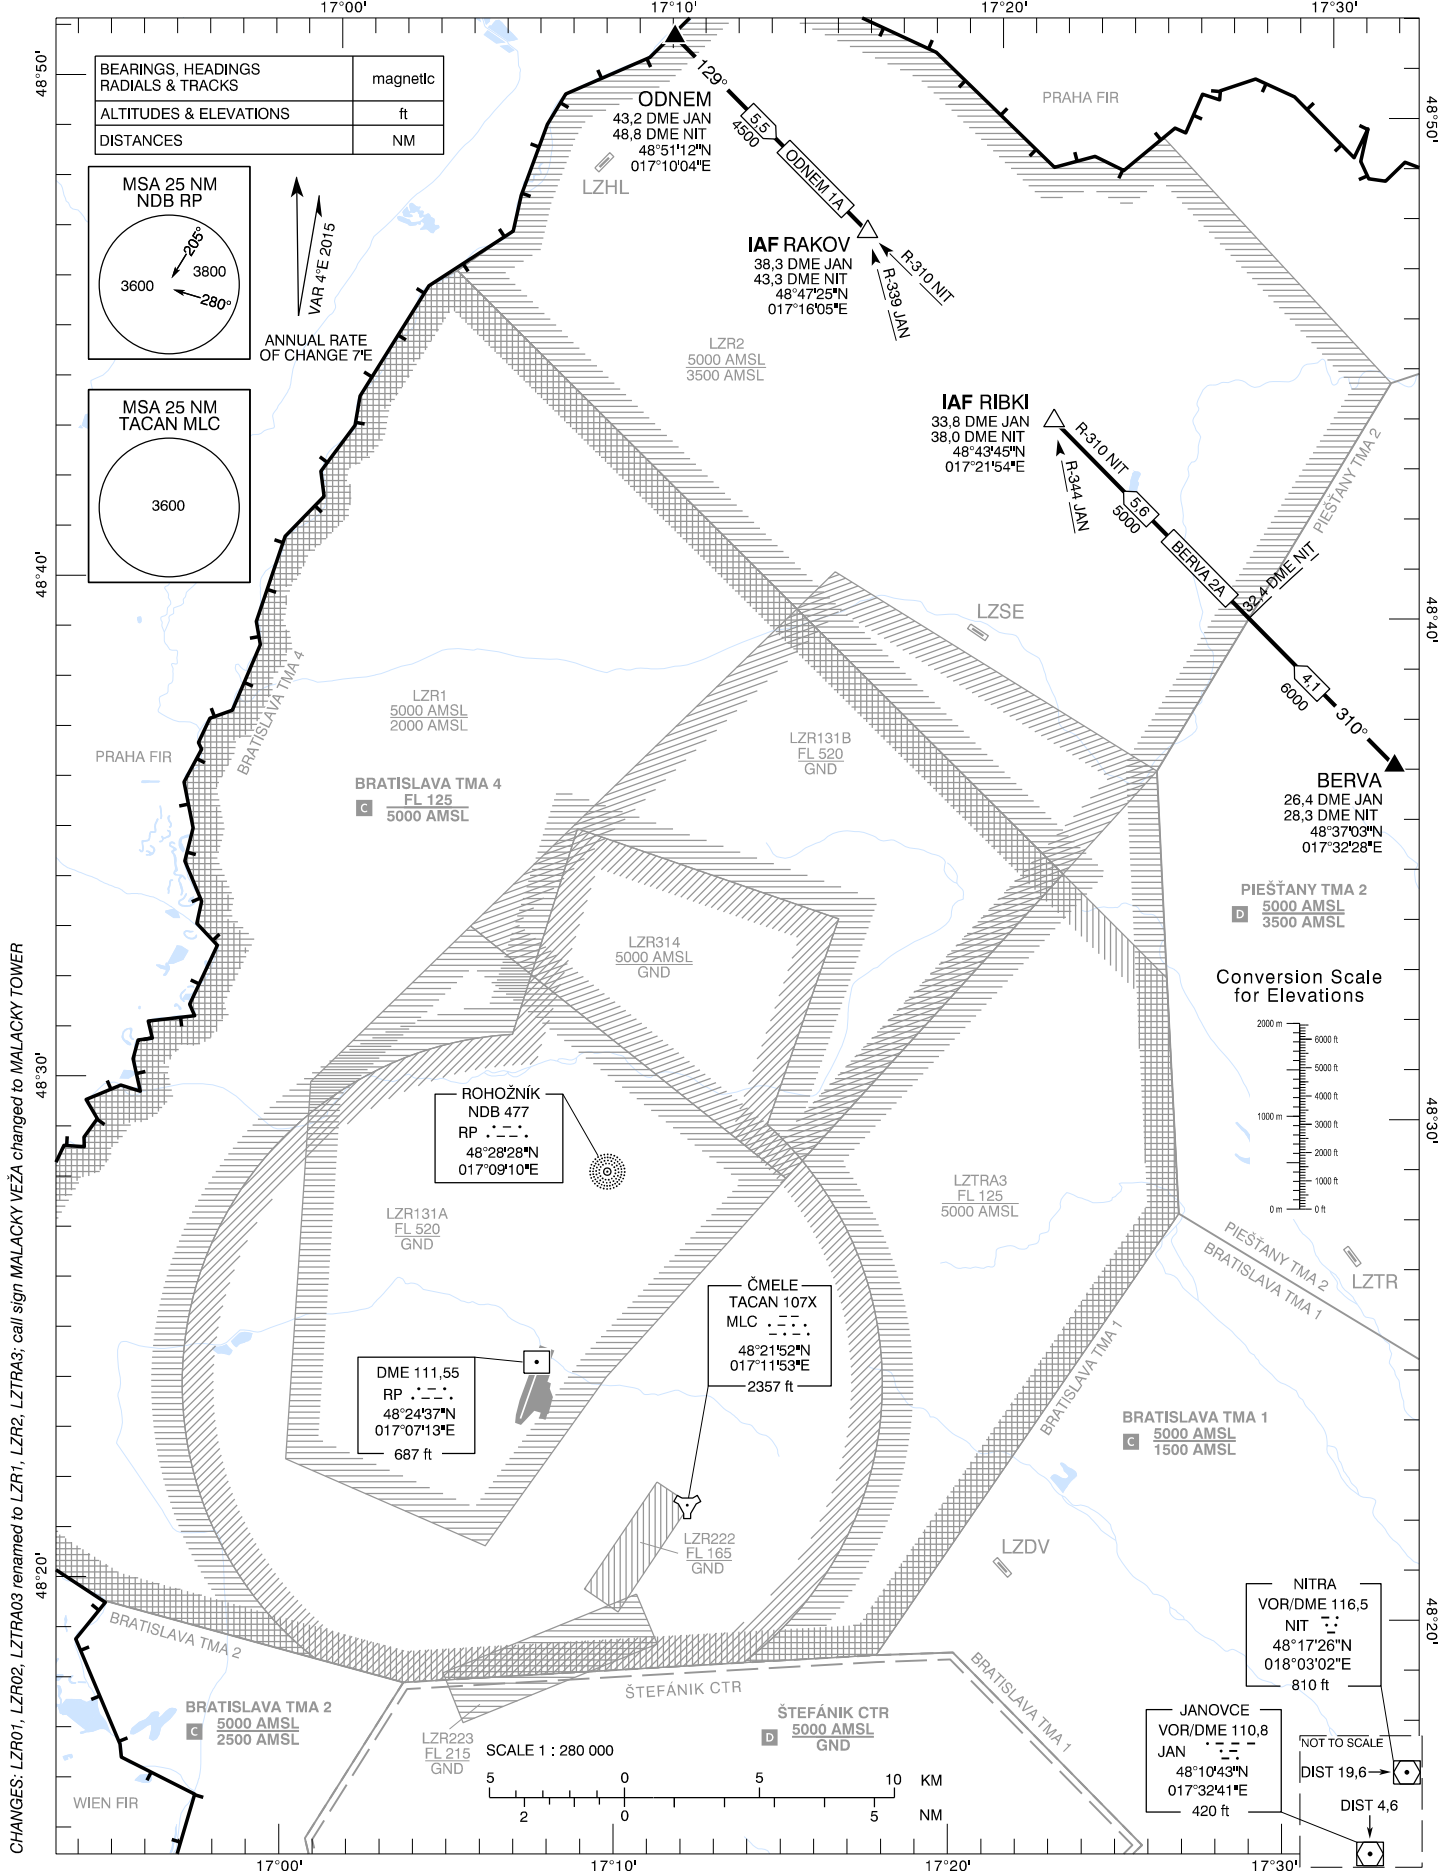 17°00'
17°10'
17°20'
17°30'
48°50'
48°40'
48°30'
48°20'
BEARINGS, HEADINGS
RADIALS & TRACKS
magnetic
ALTITUDES & ELEVATIONS
ft
DISTANCES
NM
MSA 25 NM
NDB RP
205°
3800
3600
280°
VAR 4°E 2015
ANNUAL RATE
OF CHANGE 7'E
MSA 25 NM
TACAN MLC
3600
129°
5,5
4500
ODNEM 1A
ODNEM
43,2 DME JAN
48,8 DME NIT
48°51'12"N
017°10'04"E
LZHL
PRAHA FIR
48°50'
IAF RAKOV
38,3 DME JAN
43,3 DME NIT
48°47'25"N
017°16'05"E
R-310 NIT
R-339 JAN
LZR2
5000 AMSL
3500 AMSL
IAF RIBKI
33,8 DME JAN
38,0 DME NIT
48°43'45"N
017°21'54"E
R-310 NIT
R-344 JAN
5,6
5000
BERVA 2A
32,4 DME NIT
PIEŠŤANY TMA 2
48°40'
4,1
6000
310°
BERVA
26,4 DME JAN
28,3 DME NIT
48°37'03"N
017°32'28"E
LZSE
LZR1
5000 AMSL
2000 AMSL
BRATISLAVA TMA 4
PRAHA FIR
BRATISLAVA TMA 4
C
FL 125
5000 AMSL
LZR131B
FL 520
GND
PIEŠŤANY TMA 2
D
5000 AMSL
3500 AMSL
LZR314
5000 AMSL
GND
Conversion Scale
for Elevations
2000 m
1000 m
0 m
6000 ft
5000 ft
4000 ft
3000 ft
2000 ft
1000 ft
0 ft
48°30'
ROHOŽNÍK
NDB 477
RP
48°28'28"N
017°09'10"E
LZR131A
FL 520
GND
LZTRA3
FL 125
5000 AMSL
PIEŠŤANY TMA 2
BRATISLAVA TMA 1
LZTR
ČMELE
TACAN 107X
MLC
48°21'52"N
017°11'53"E
2357 ft
DME 111,55
RP
48°24'37"N
017°07'13"E
687 ft
BRATISLAVA TMA 1
BRATISLAVA TMA 1
C
5000 AMSL
1500 AMSL
LZR222
FL 165
GND
LZDV
48°20'
NITRA
VOR/DME 116,5
NIT
48°17'26"N
018°03'02"E
810 ft
BRATISLAVA TMA 2
BRATISLAVA TMA 2
C
5000 AMSL
2500 AMSL
ŠTEFÁNIK CTR
ŠTEFÁNIK CTR
D
5000 AMSL
GND
BRATISLAVA TMA 1
LZR223
FL 215
GND
JANOVCE
VOR/DME 110,8
JAN
48°10'43"N
017°32'41"E
420 ft
NOT TO SCALE
DIST 19,6
DIST 4,6
SCALE 1 : 280 000
5 0 5 10 KM
2 0 5 NM
WIEN FIR
17°00'
17°10'
17°20'
17°30'
CHANGES: LZR01, LZR02, LZTRA03 renamed to LZR1, LZR2, LZTRA3; call sign MALACKY VEŽA changed to MALACKY TOWER